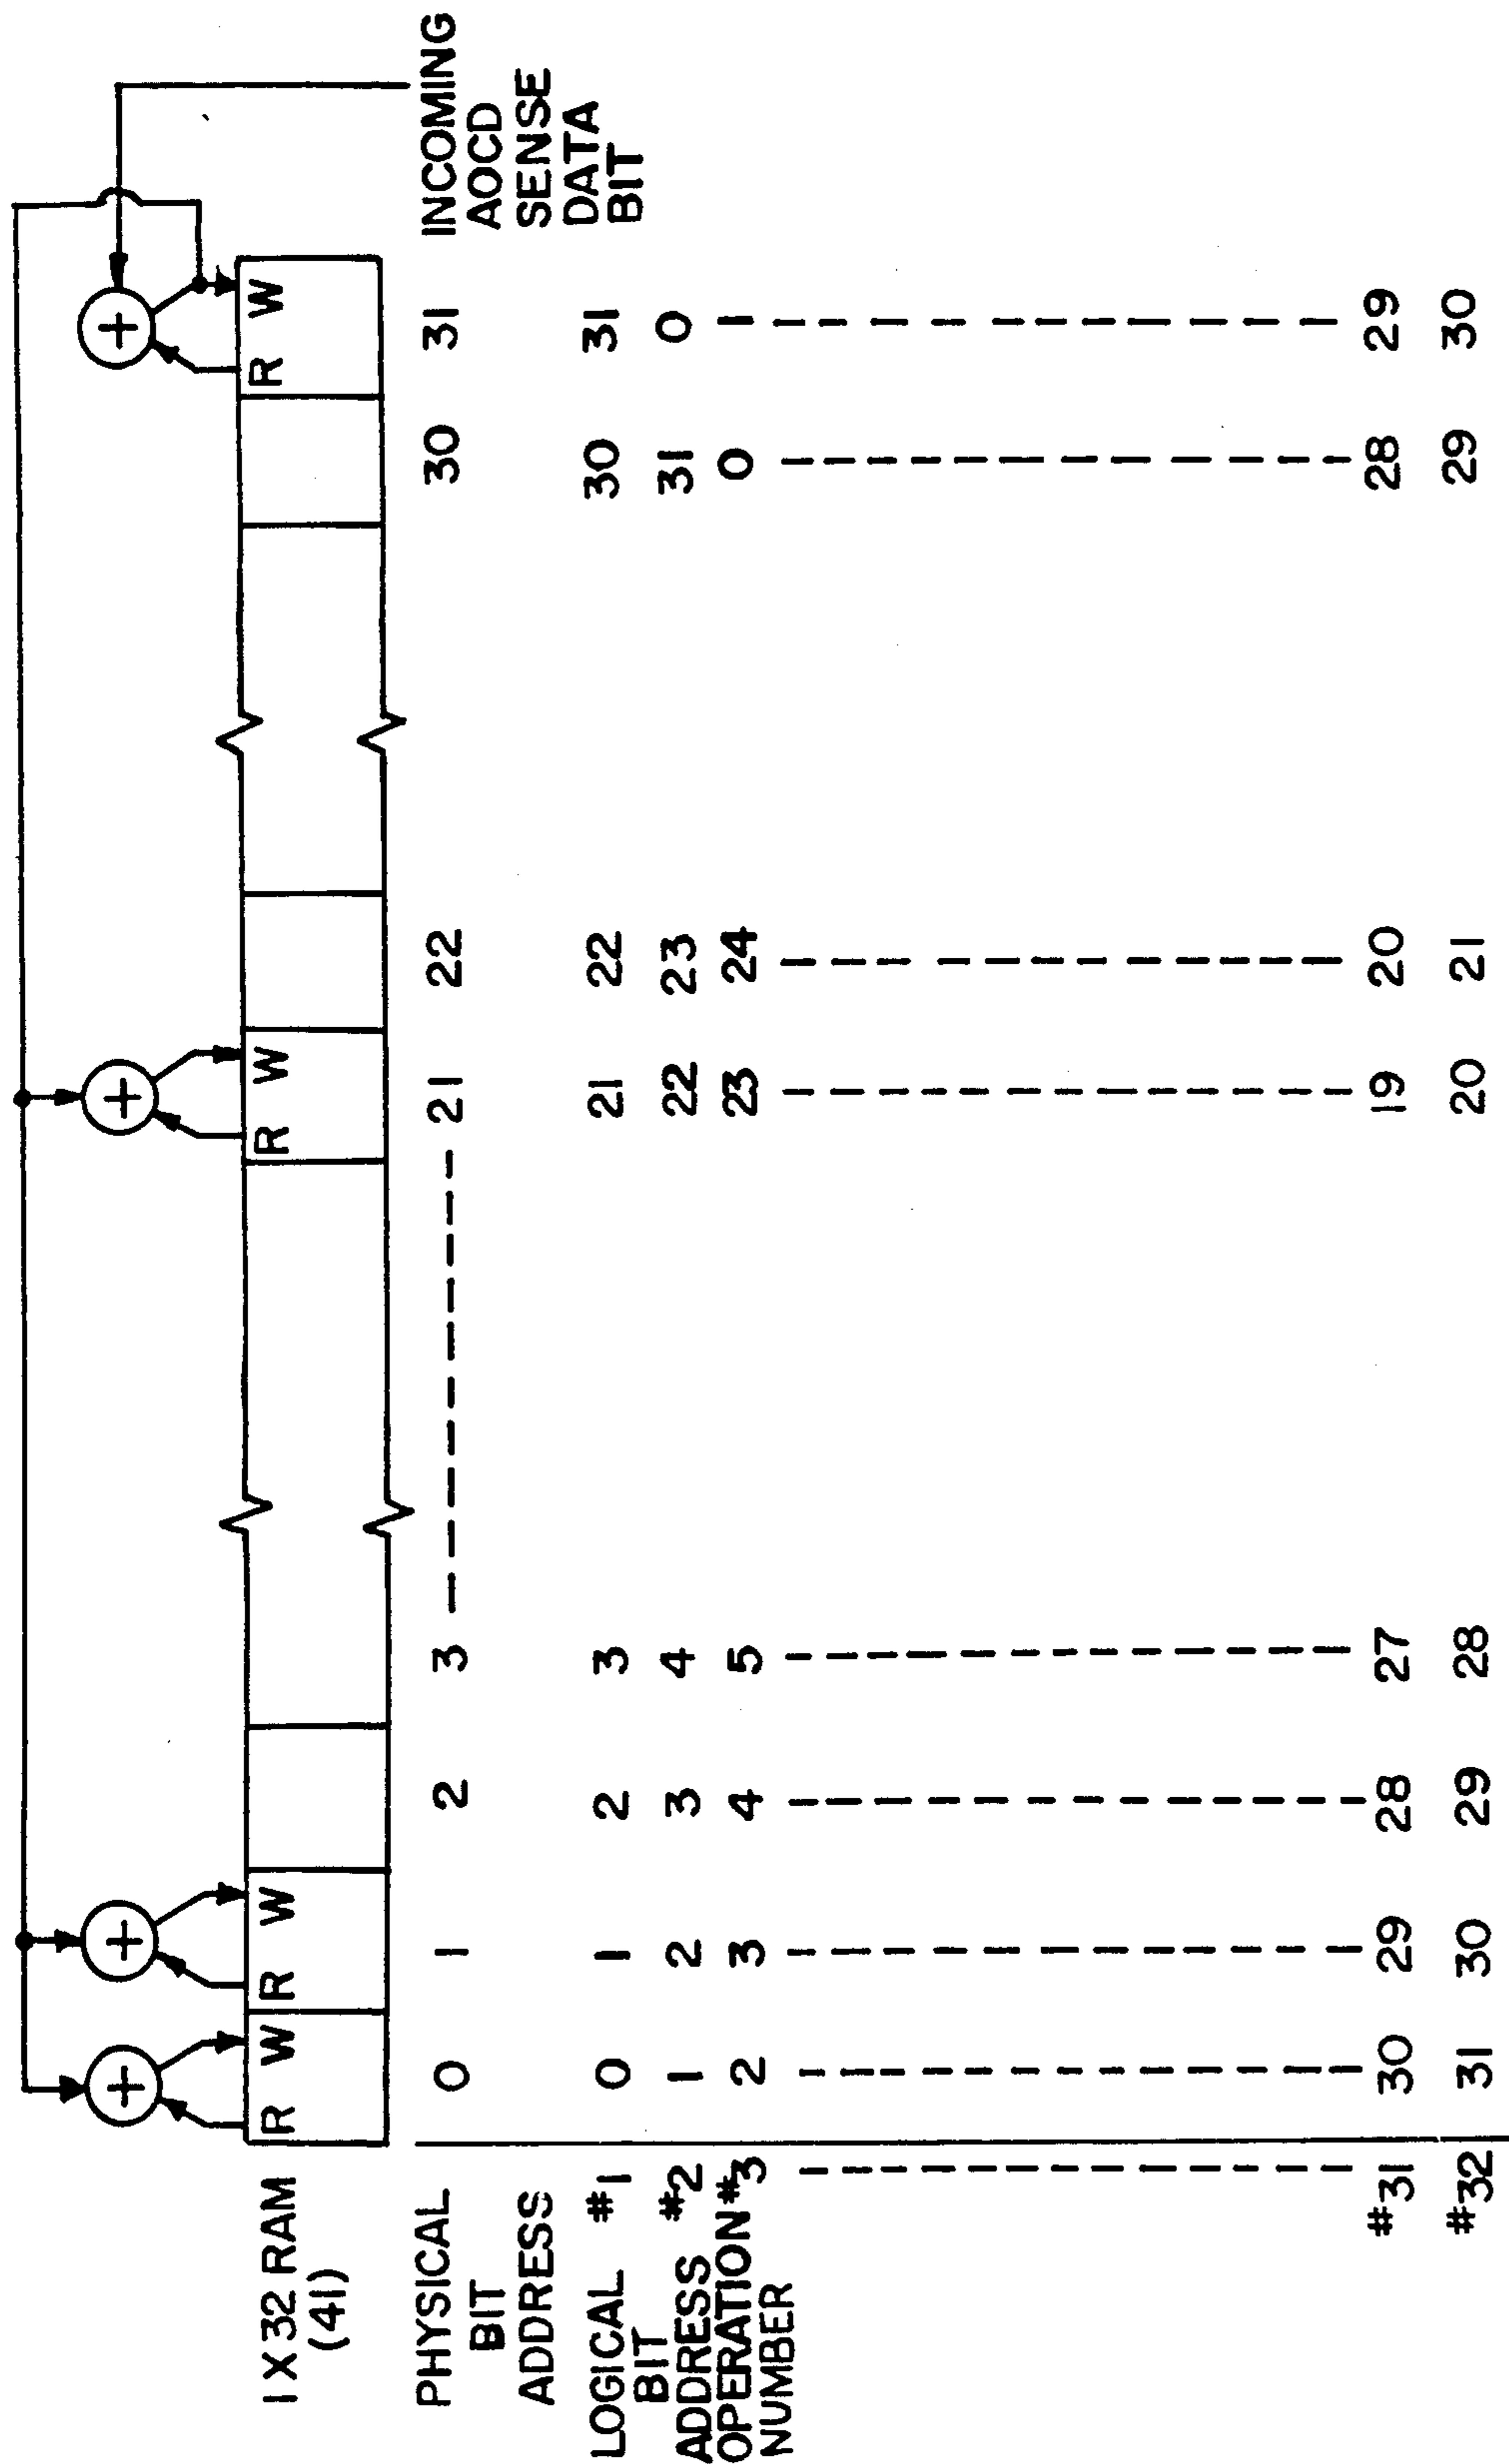 + + + +
1 X 32 RAM R W R W R W R W
(41)
PHYSICAL 0 1 2 3 21 22 30 31 INCOMING
BIT AOCD
ADDRESS SENSE
DATA
LOGICAL #1 0 1 2 3 21 22 30 31 BIT
BIT
ADDRESS #2 1 2 3 4 22 23 31 0
OPERATION #3 2 3 4 5 23 24 0 1
NUMBER
#31 30 29 28 27 19 20 28 29
#32 31 30 29 28 20 21 29 30